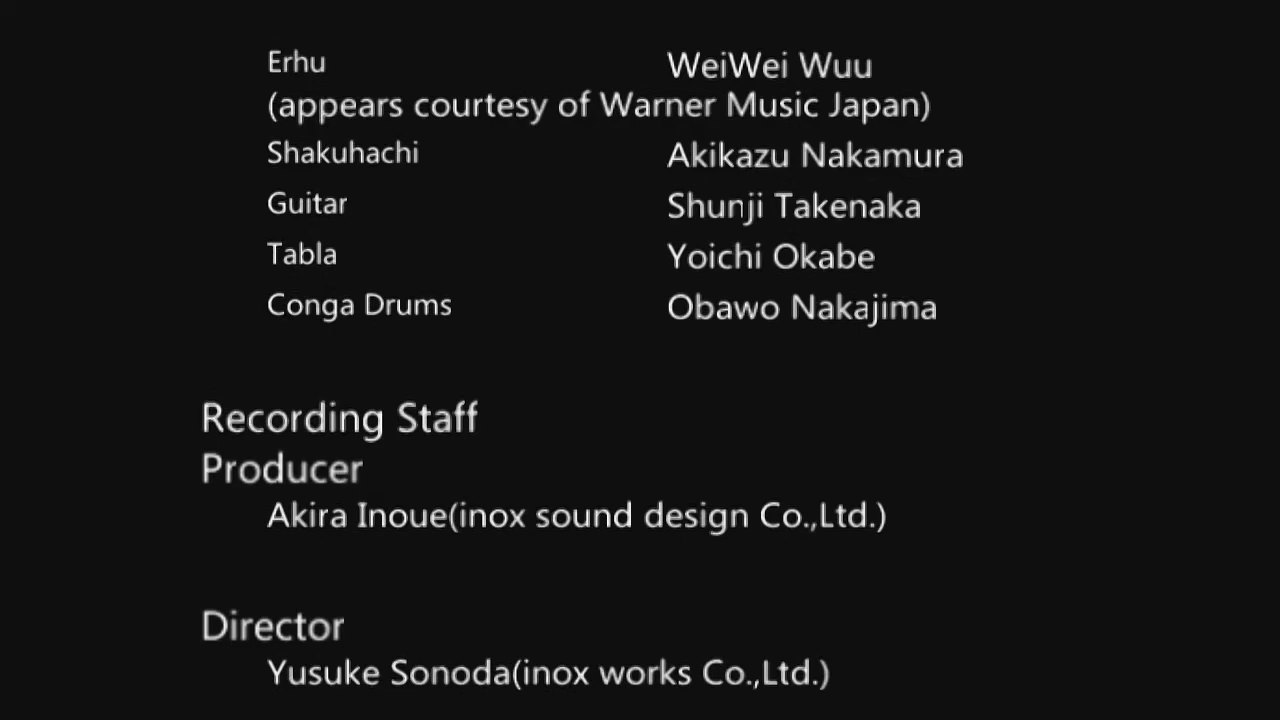 Erhu WeiWei Wuu
(appears courtesy of Warner Music Japan)
Shakuhachi Akikazu Nakamura
Guitar Shunji Takenaka
Tabla Yoichi Okabe
Conga Drums Obawo Nakajima
Recording Staff
Producer
Akira Inoue(inox sound design Co.,Ltd.)
Director
Yusuke Sonoda(inox works Co.,Ltd.)